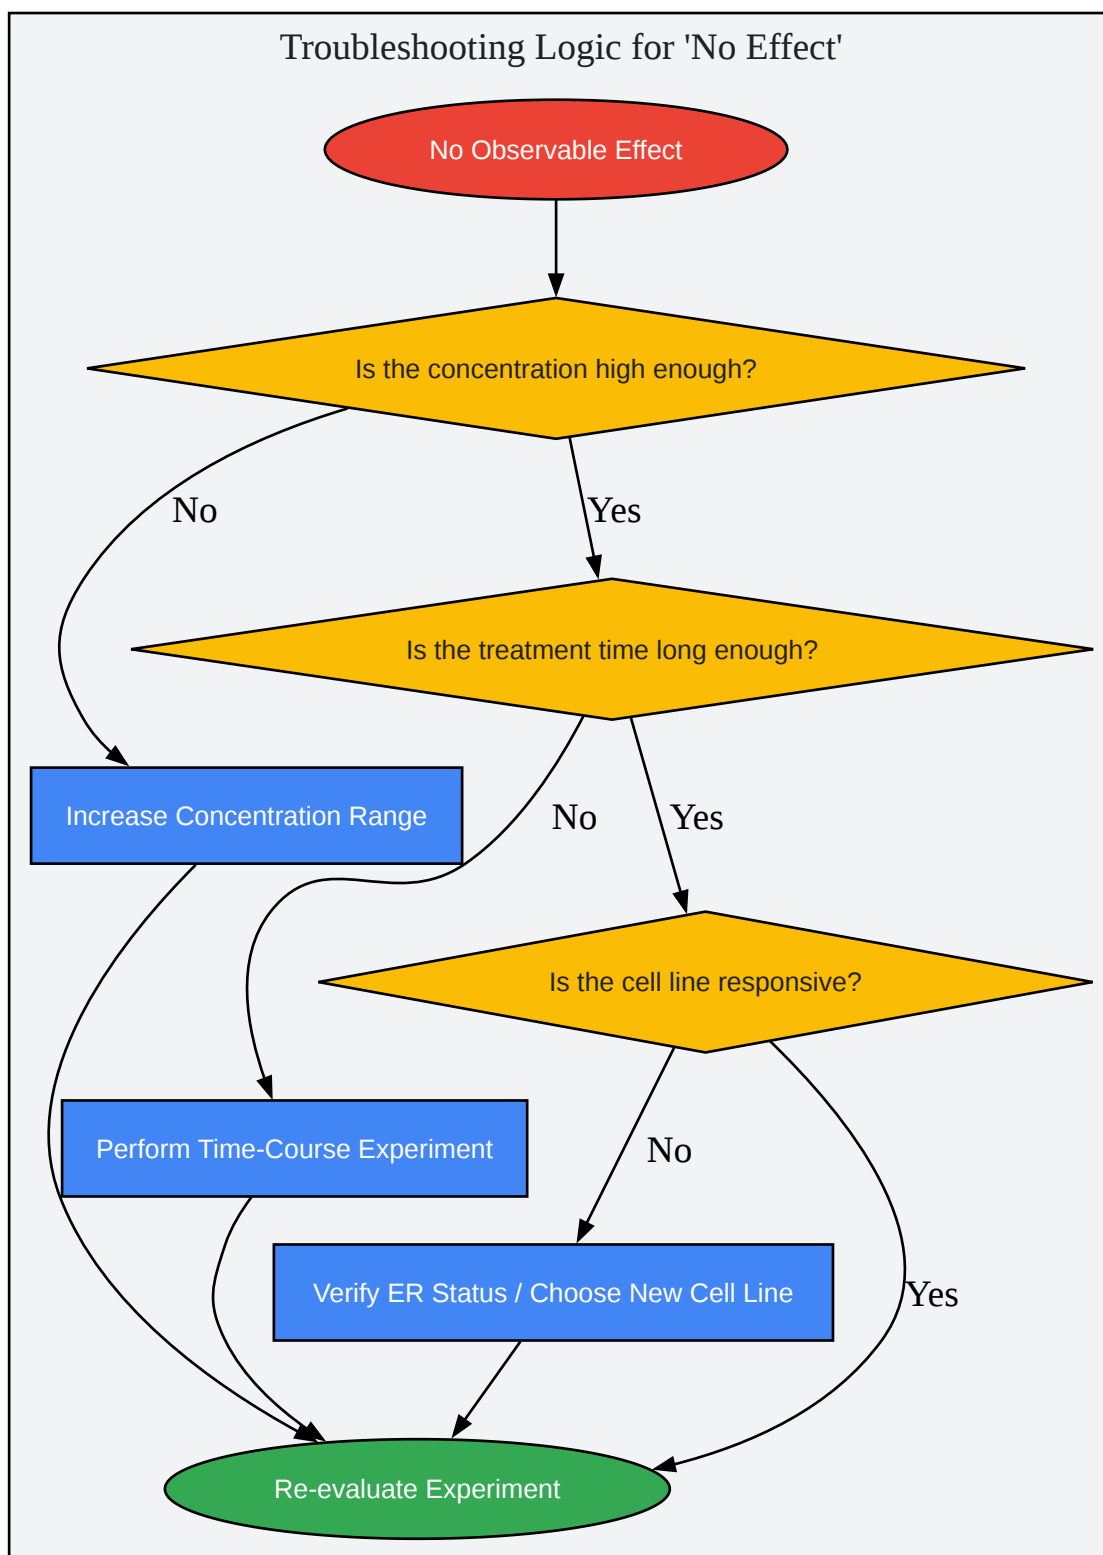 Troubleshooting Logic for 'No Effect'
No Observable Effect
Is the concentration high enough?
No
Yes
Is the treatment time long enough?
Increase Concentration Range
No
Yes
Is the cell line responsive?
Perform Time-Course Experiment
No
Verify ER Status / Choose New Cell Line
Yes
Re-evaluate Experiment